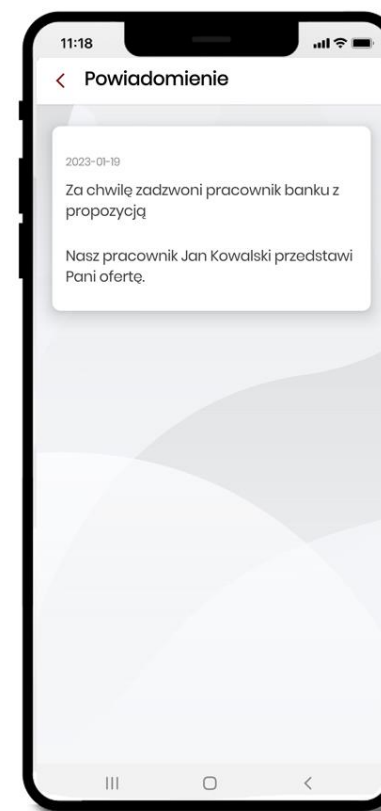 11:18
Powiadomienie
2023-01-19
Za chwilę zadzwoni pracownik banku z
propozycją
Nasz pracownik Jan Kowalski przedstawi
Pani ofertę.